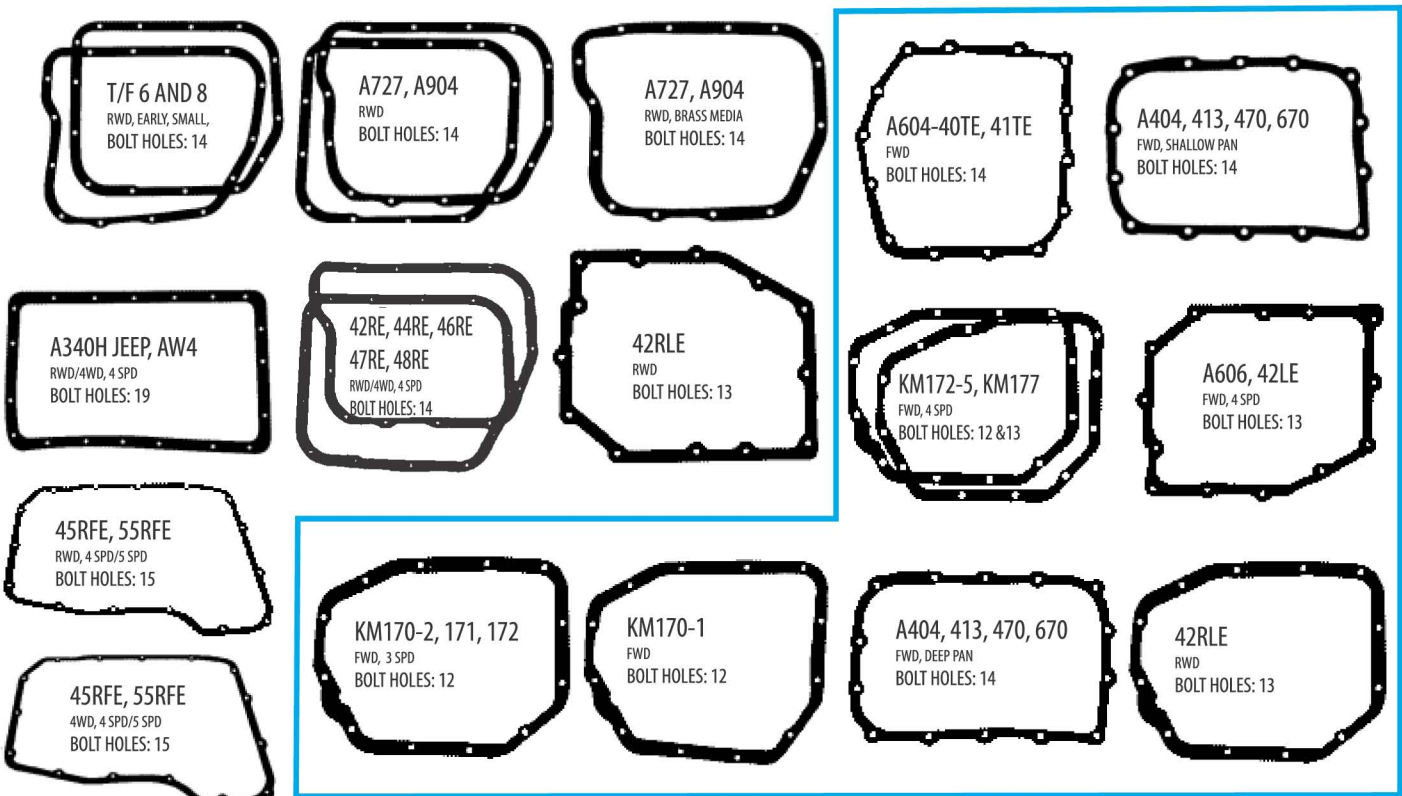 T/F 6 AND 8
RWD, EARLY, SMALL,
BOLT HOLES: 14
A727, A904
RWD
BOLT HOLES: 14
A727, A904
RWD, BRASS MEDIA
BOLT HOLES: 14
A604-40TE, 41TE
FWD
BOLT HOLES: 14
A404, 413, 470, 670
FWD, SHALLOW PAN
BOLT HOLES: 14
A340H JEEP, AW4
RWD/4WD, 4 SPD
BOLT HOLES: 19
42RE, 44RE, 46RE
47RE, 48RE
RWD/4WD, 4 SPD
BOLT HOLES: 14
42RLE
RWD
BOLT HOLES: 13
KM172-5, KM177
FWD, 4 SPD
BOLT HOLES: 12 &13
A606, 42LE
FWD, 4 SPD
BOLT HOLES: 13
45RFE, 55RFE
RWD, 4 SPD/5 SPD
BOLT HOLES: 15
KM170-2, 171, 172
FWD, 3 SPD
BOLT HOLES: 12
KM170-1
FWD
BOLT HOLES: 12
A404, 413, 470, 670
FWD, DEEP PAN
BOLT HOLES: 14
42RLE
RWD
BOLT HOLES: 13
45RFE, 55RFE
4WD, 4 SPD/5 SPD
BOLT HOLES: 15